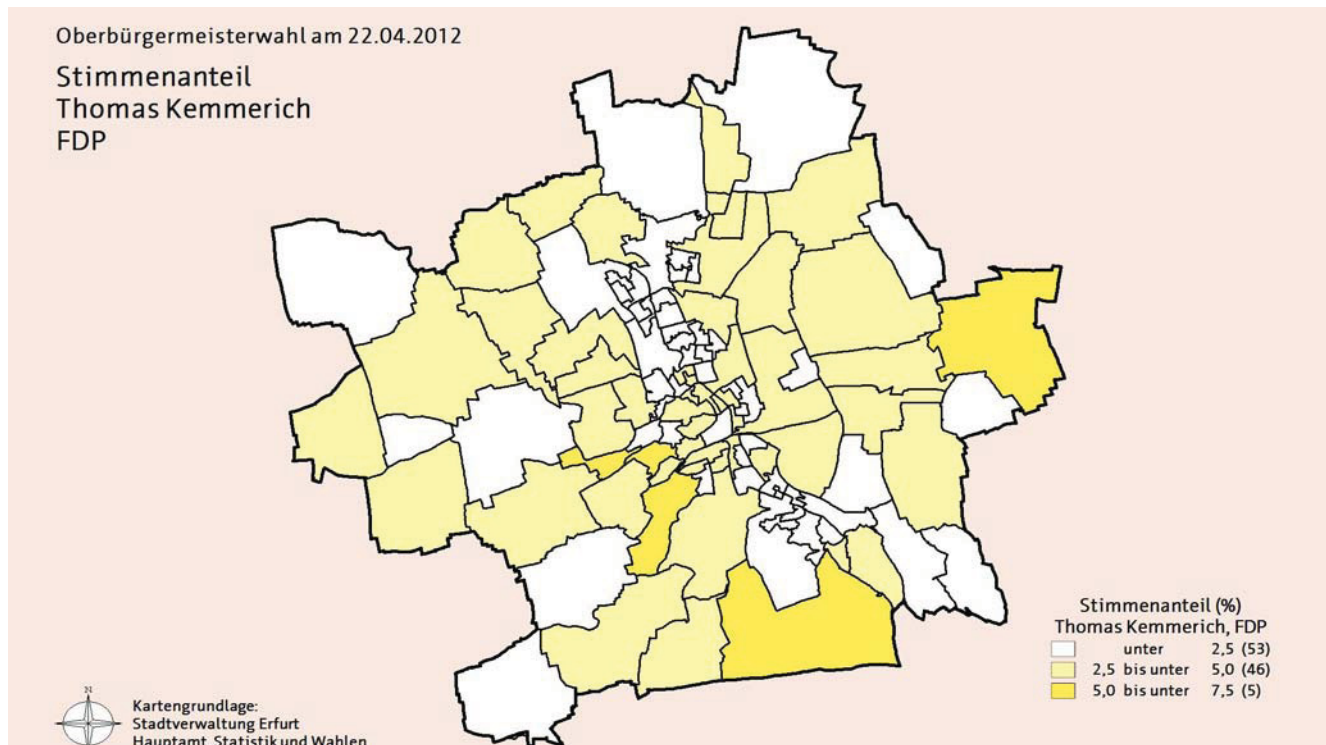 Oberbürgermeisterwahl am 22.04.2012
Stimmenanteil
Thomas Kemmerich
FDP
Stimmenanteil (%)
Thomas Kemmerich, FDP
unter 2,5 (53)
2,5 bis unter 5,0 (46)
5,0 bis unter 7,5 (5)
N
Kartengrundlage:
Stadtverwaltung Erfurt
Hauptamt, Statistik und Wahlen